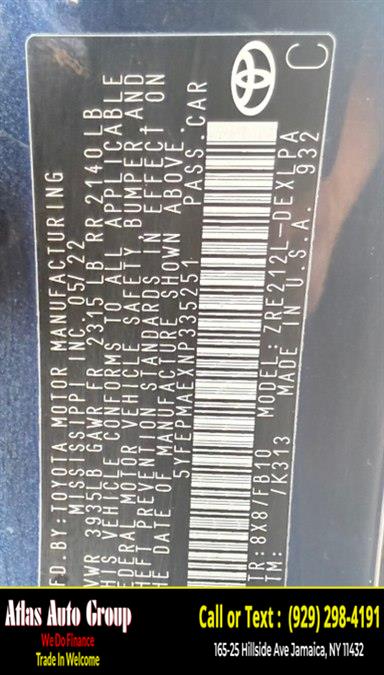 MFD.BY:TOYOTA MOTOR MANUFACTURING
MISSISSIPPI INC. 05/22
GVWR 3935LB GAWR FR 2315 LB RR 2140LB
THIS VEHICLE CONFORMS TO ALL APPLICABLE
FEDERAL MOTOR VEHICLE SAFETY BUMPER AND
THEFT PREVENTION STANDARDS IN EFFECT ON
THE DATE OF MANUFACTURE SHOWN ABOVE.
5YFEPMAEXNP335251 PASS.CAR
TR:8X8/FB10 MODEL:ZRE212L-DEXLPA
TM: /K313 MADE IN U.S.A. 932
C
Atlas Auto Group
We Do Finance
Trade In Welcome
Call or Text : (929) 298-4191
165-25 Hillside Ave Jamaica, NY 11432